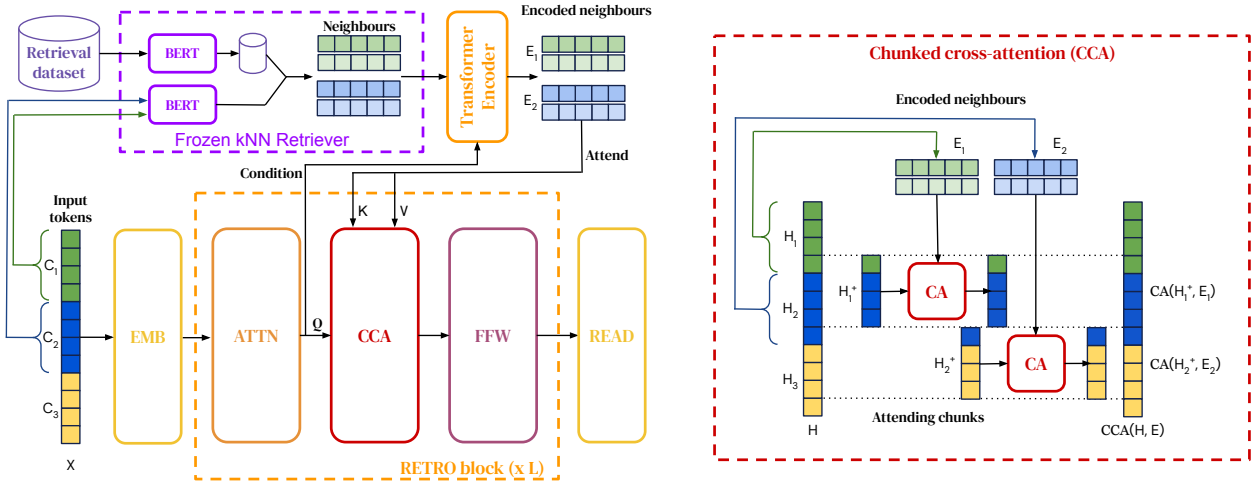 Retrieval
dataset
BERT
BERT
Neighbours
Frozen kNN Retriever
Transformer
Encoder
Encoded neighbours
E1
E2
Condition
Attend
K
V
Input
tokens
C1
C2
C3
X
EMB
ATTN
Q
CCA
FFW
READ
RETRO block (x L)
Chunked cross-attention (CCA)
Encoded neighbours
E1
E2
H1
H2
H3
H
H1+
CA
H2+
CA
Attending chunks
CA(H1+, E1)
CA(H2+, E2)
CCA(H, E)